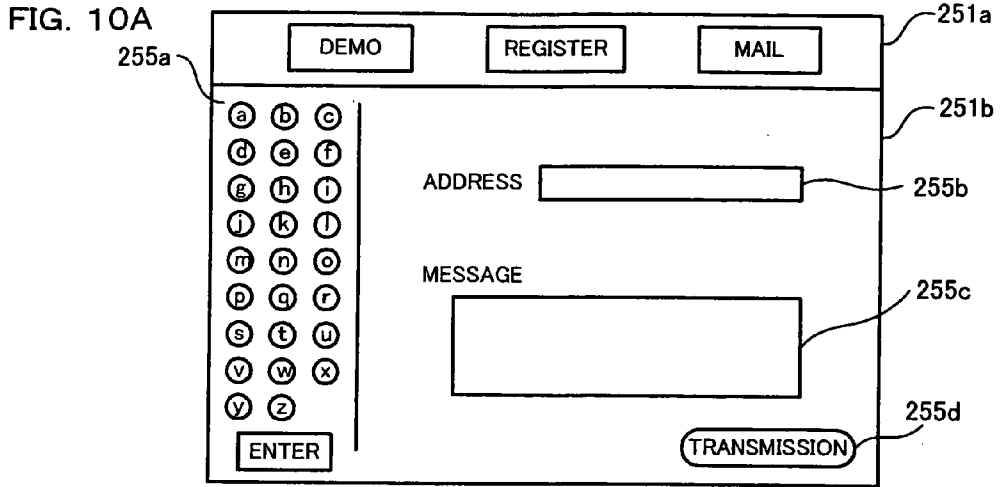 FIG. 10A
251a
DEMO REGISTER MAIL
255a
251b
a b c
d e f
ADDRESS
255b
g h i
j k l
m n o
MESSAGE
255c
p q r
s t u
v w x
y z
255d
ENTER
TRANSMISSION